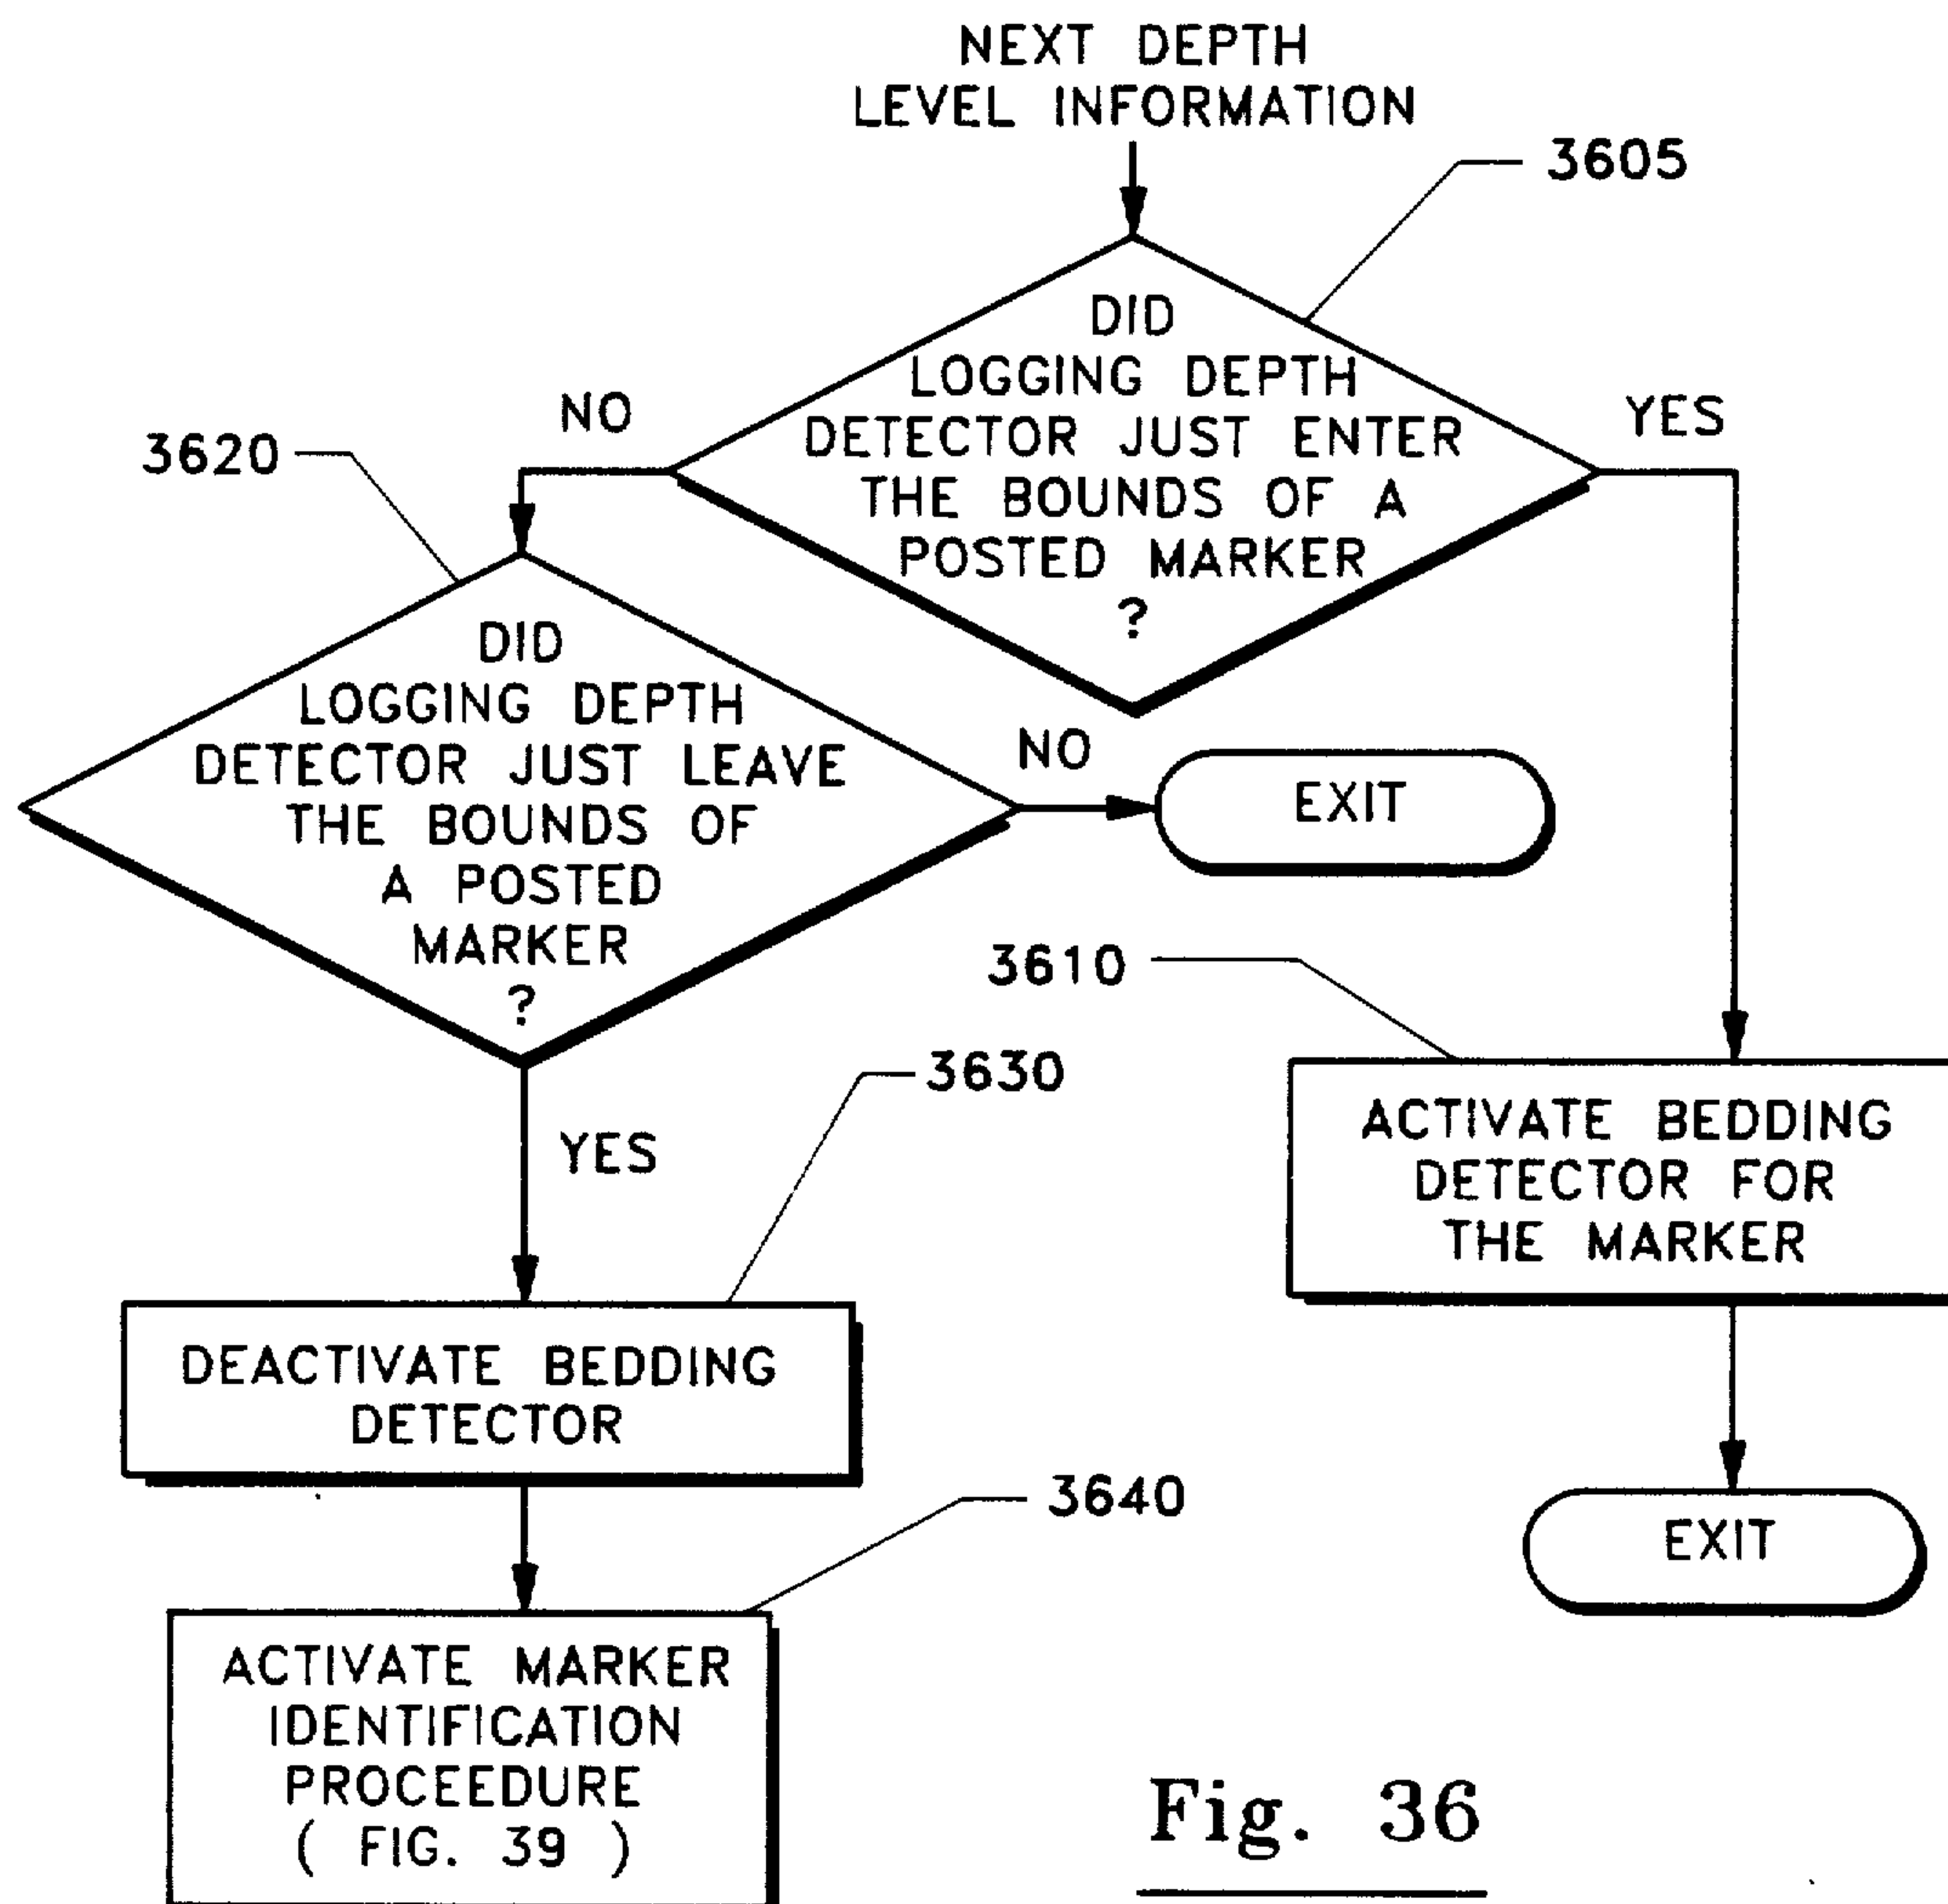 NEXT DEPTH
LEVEL INFORMATION
3605
DID
LOGGING DEPTH
DETECTOR JUST ENTER
THE BOUNDS OF A
POSTED MARKER
?
NO
YES
3620
DID
LOGGING DEPTH
DETECTOR JUST LEAVE
THE BOUNDS OF
A POSTED
MARKER
?
NO
EXIT
3610
ACTIVATE BEDDING
DETECTOR FOR
THE MARKER
EXIT
YES
3630
DEACTIVATE BEDDING
DETECTOR
3640
ACTIVATE MARKER
IDENTIFICATION
PROCEEDURE
( FIG. 39 )
Fig. 36